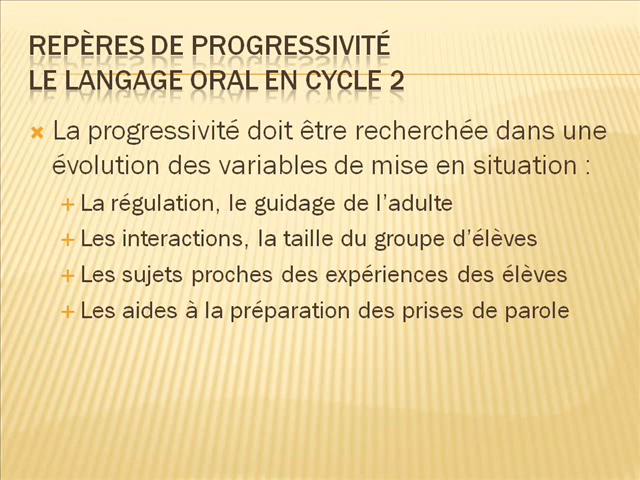 REPÈRES DE PROGRESSIVITÉ
LE LANGAGE ORAL EN CYCLE 2
La progressivité doit être recherchée dans une
évolution des variables de mise en situation :
La régulation, le guidage de l’adulte
Les interactions, la taille du groupe d’élèves
Les sujets proches des expériences des élèves
Les aides à la préparation des prises de parole